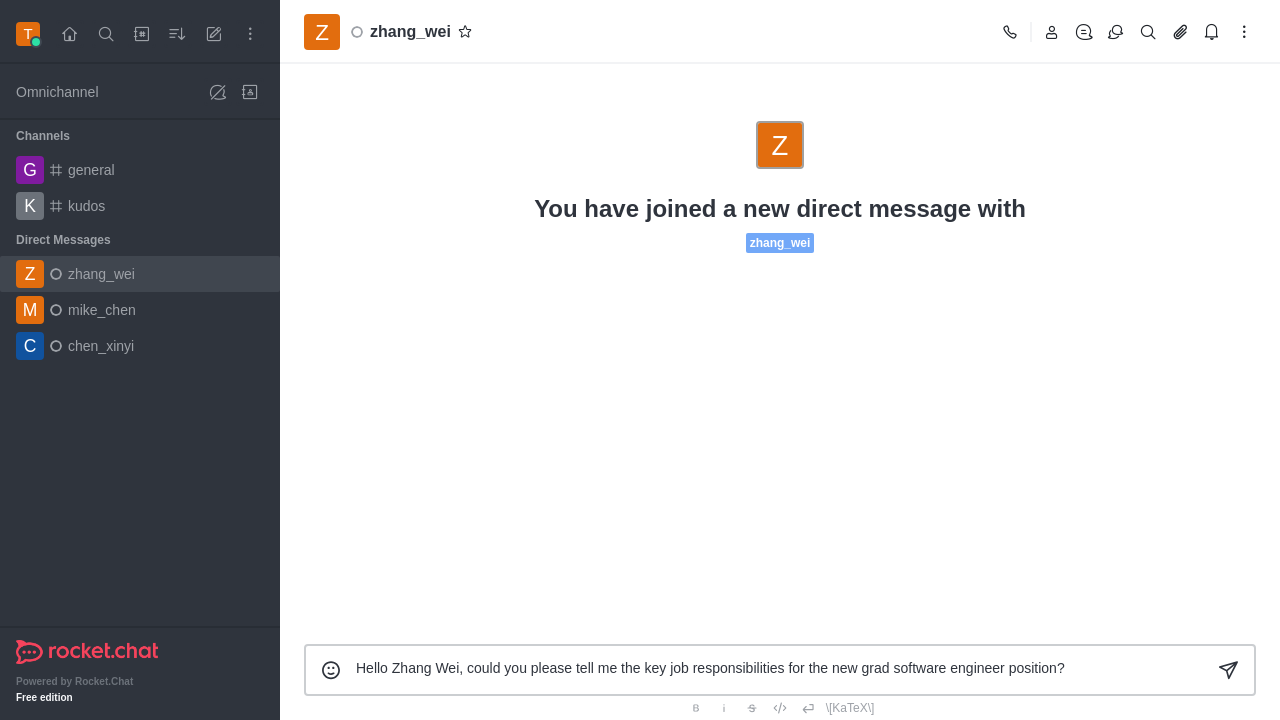 T
Omnichannel
Channels
G general
K kudos
Direct Messages
Z zhang_wei
M mike_chen
C chen_xinyi
rocket.chat
Powered by Rocket.Chat
Free edition
Z zhang_wei
Z
You have joined a new direct message with
zhang_wei
Hello Zhang Wei, could you please tell me the key job responsibilities for the new grad software engineer position?
B i S \[KaTeX\]